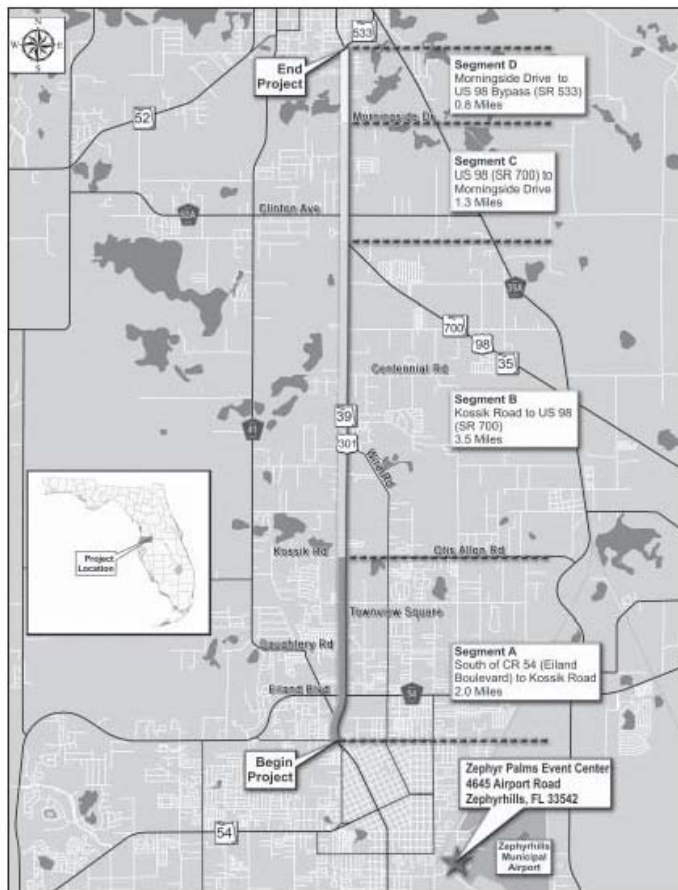 N
W
E
S
533
End
Project
52
Segment D
Morningside Drive to
US 98 Bypass (SR 533)
0.8 Miles
Morningside Dr
Segment C
US 98 (SR 700) to
Morningside Drive
1.3 Miles
Clinton Ave
52A
35A
700
98
35
Centennial Rd
39
301
41
Segment B
Kossik Road to US 98
(SR 700)
3.5 Miles
Wire Rd
Project
Location
Kossik Rd
Otis Allen Rd
Townview Square
Daughtery Rd
Eiland Blvd
54
Segment A
South of CR 54 (Eiland
Boulevard) to Kossik Road
2.0 Miles
Begin
Project
Zephyr Palms Event Center
4645 Airport Road
Zephyrhills, FL 33542
54
Zephyrhills
Municipal
Airport